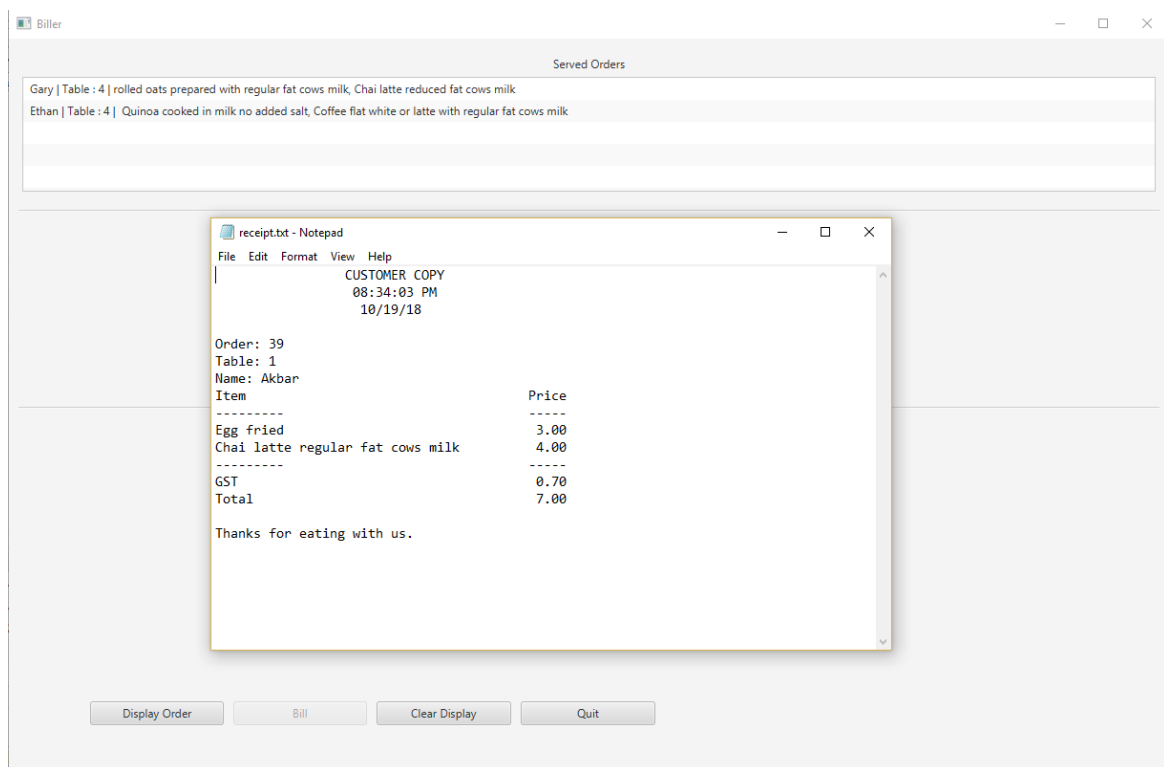 Biller
Served Orders
Gary | Table : 4 | rolled oats prepared with regular fat cows milk, Chai latte reduced fat cows milk
Ethan | Table : 4 |  Quinoa cooked in milk no added salt, Coffee flat white or latte with regular fat cows milk
receipt.txt - Notepad
File Edit Format View Help
CUSTOMER COPY
08:34:03 PM
10/19/18
Order: 39
Table: 1
Name: Akbar
Item Price
--------- -----
Egg fried 3.00
Chai latte regular fat cows milk 4.00
--------- -----
GST 0.70
Total 7.00
Thanks for eating with us.
Display Order Bill Clear Display Quit